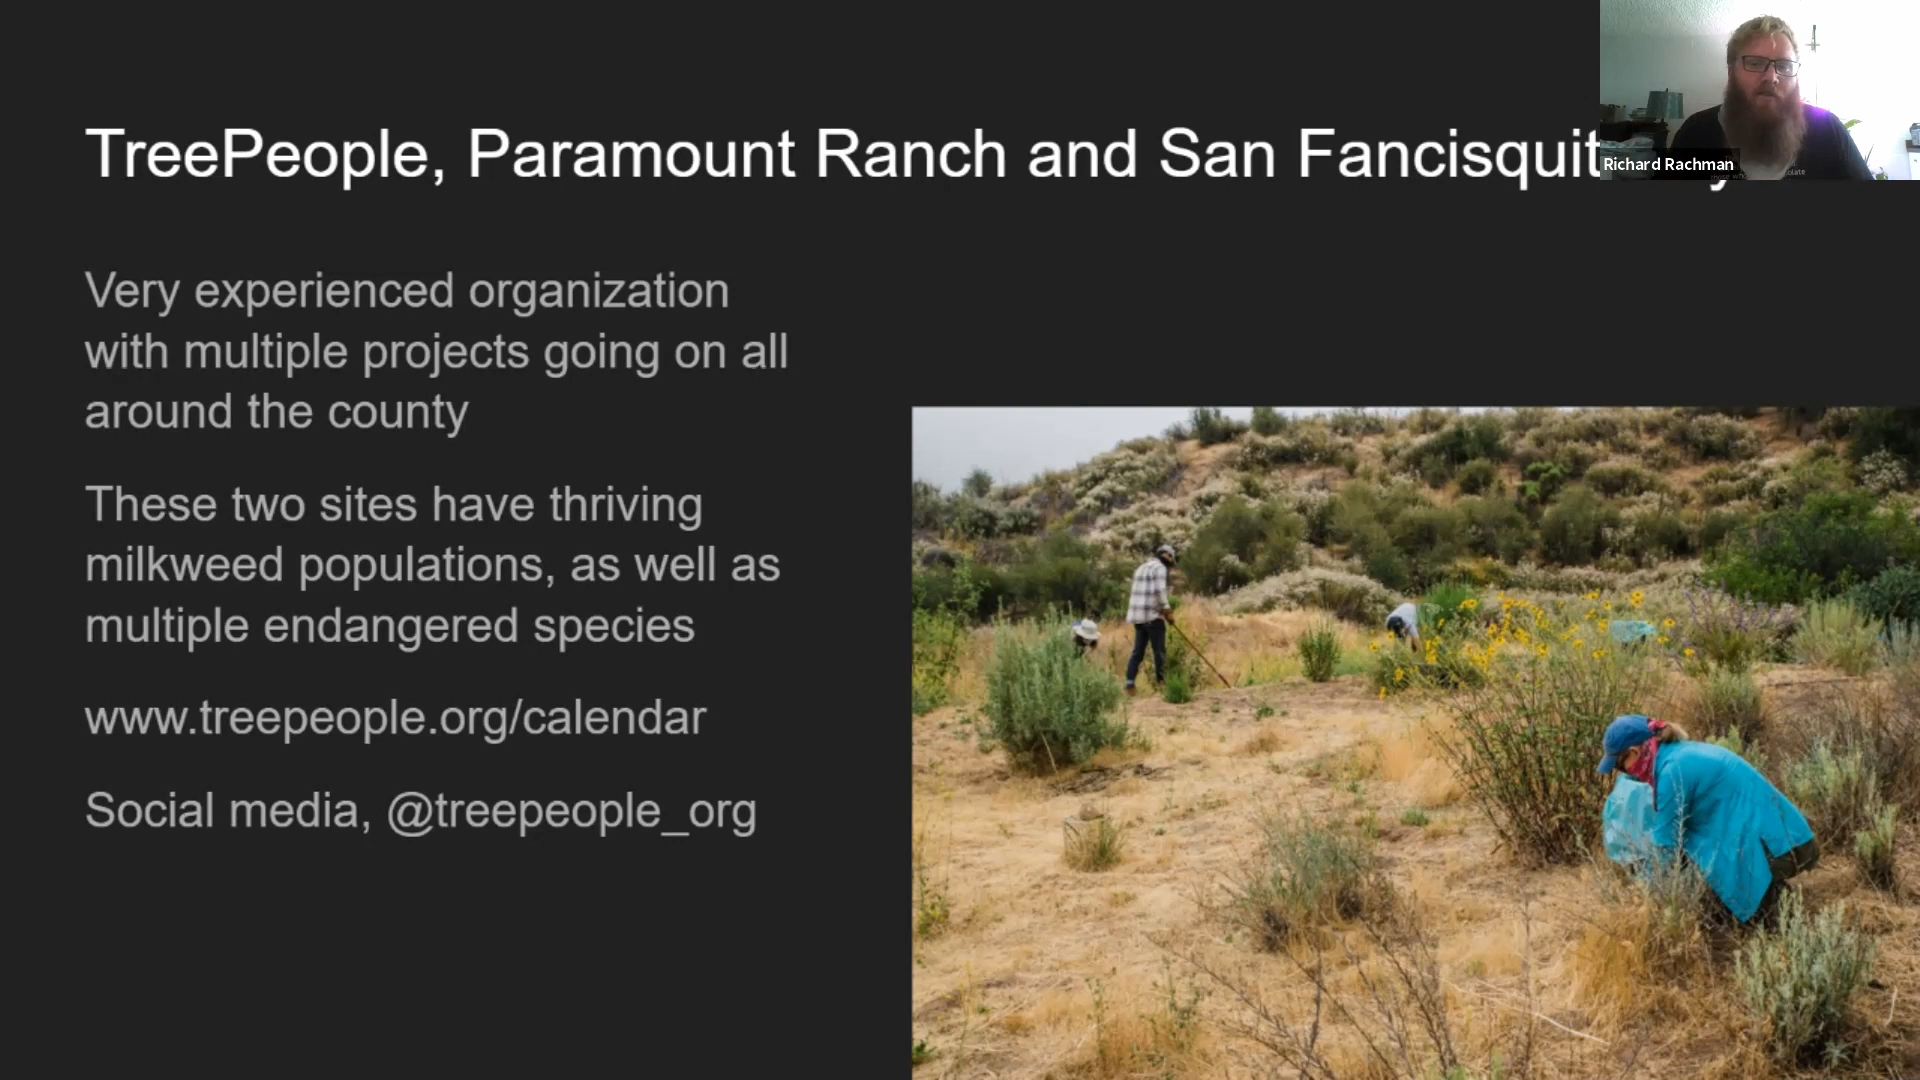 TreePeople, Paramount Ranch and San Fancisquit
Richard Rachman
Very experienced organization
with multiple projects going on all
around the county
These two sites have thriving
milkweed populations, as well as
multiple endangered species
www.treepeople.org/calendar
Social media, @treepeople_org